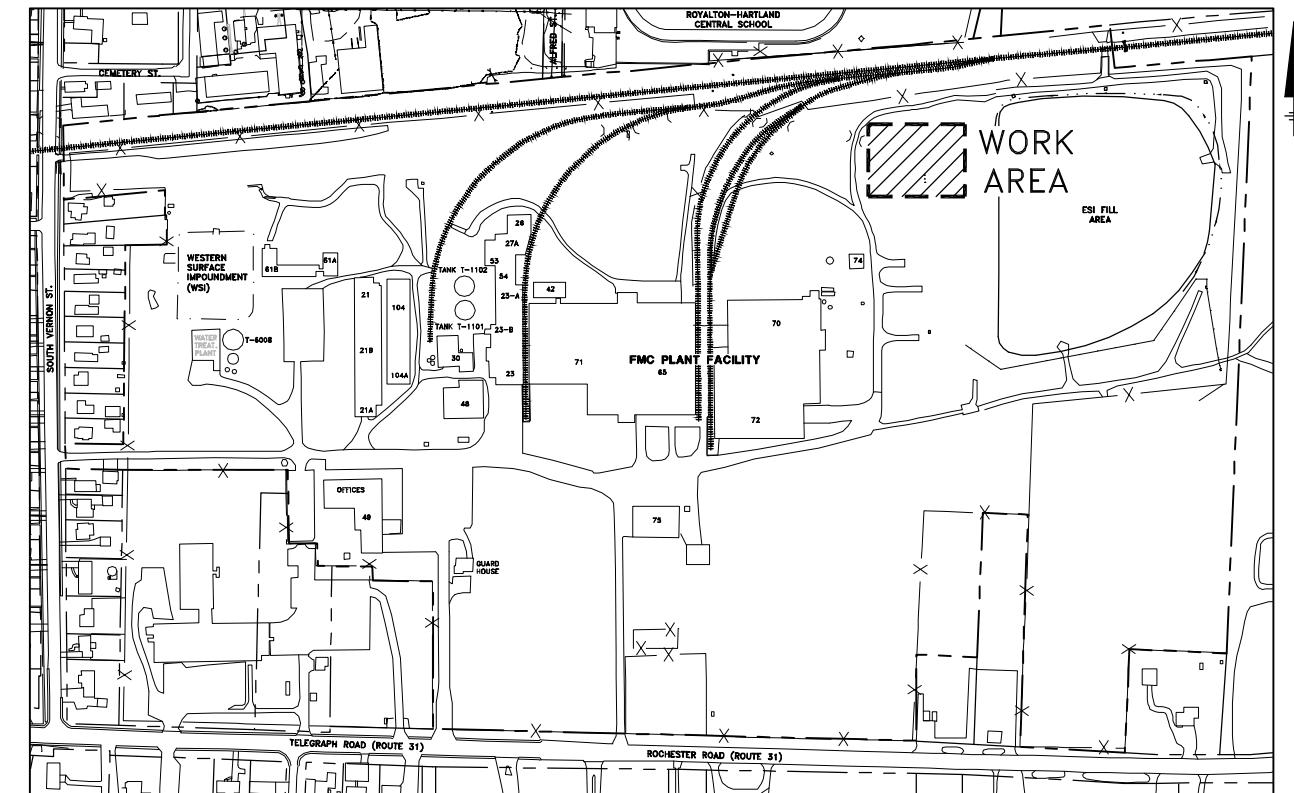 ROYALTON-HARTLAND
CENTRAL SCHOOL
ALFRED ST.
CEMETERY ST.
WORK
AREA
ESI FILL
AREA
SOUTH VERNON ST.
WESTERN
SURFACE
IMPOUNDMENT
(WSI)
61B
51A
26
27A
53
54
TANK T-1102
23-A
42
74
21
104
TANK T-1101
23-B
70
WATER
TREAT.
PLANT
T-5008
21B
30
FMC PLANT FACILITY
71
65
104A
23
21A
48
72
OFFICES
49
75
GUARD
HOUSE
TELEGRAPH ROAD (ROUTE 31)
ROCHESTER ROAD (ROUTE 31)